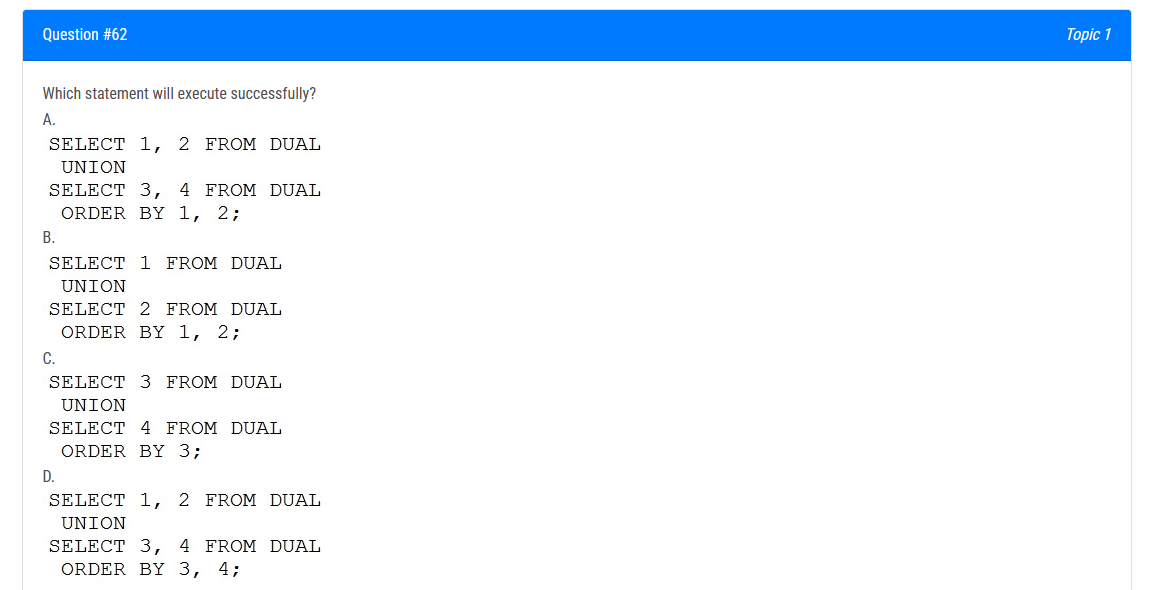 Question #62
Topic 1
Which statement will execute successfully?
A.
SELECT 1, 2 FROM DUAL
UNION
SELECT 3, 4 FROM DUAL
ORDER BY 1, 2;
B.
SELECT 1 FROM DUAL
UNION
SELECT 2 FROM DUAL
ORDER BY 1, 2;
C.
SELECT 3 FROM DUAL
UNION
SELECT 4 FROM DUAL
ORDER BY 3;
D.
SELECT 1, 2 FROM DUAL
UNION
SELECT 3, 4 FROM DUAL
ORDER BY 3, 4;